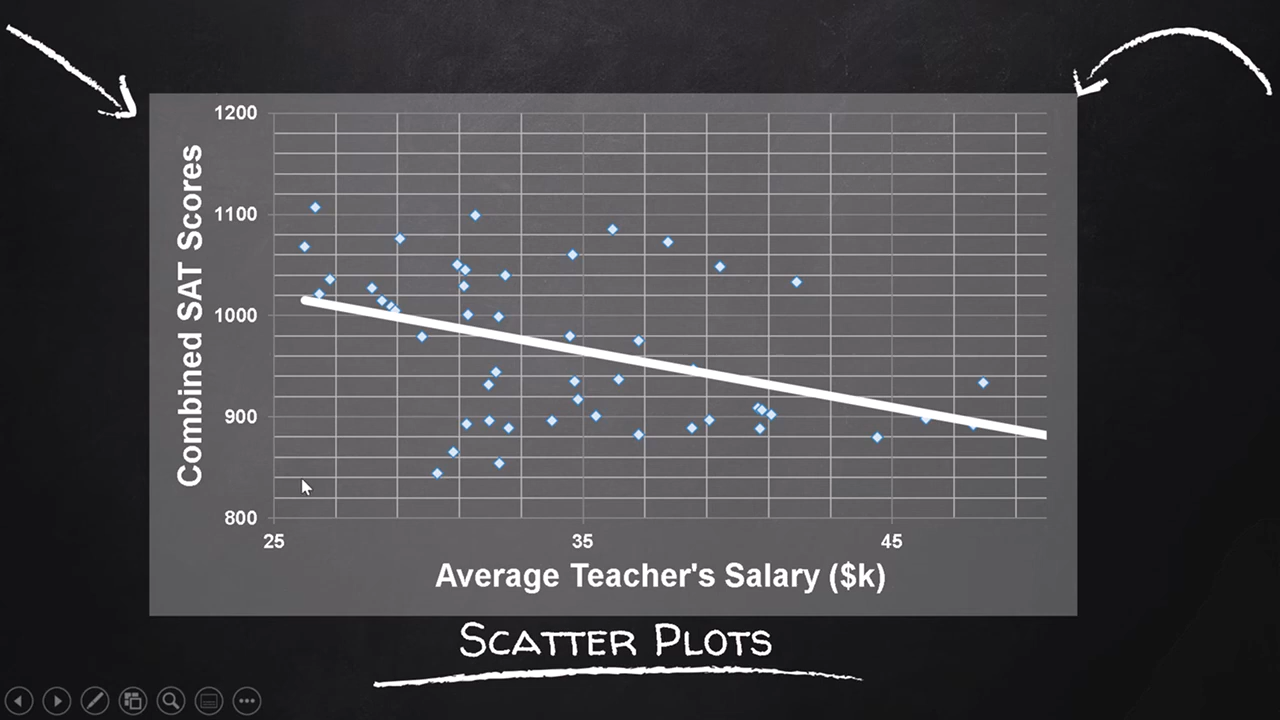 1200
1100
1000
900
800
Combined SAT Scores
25 35 45
Average Teacher's Salary ($k)
Scatter Plots